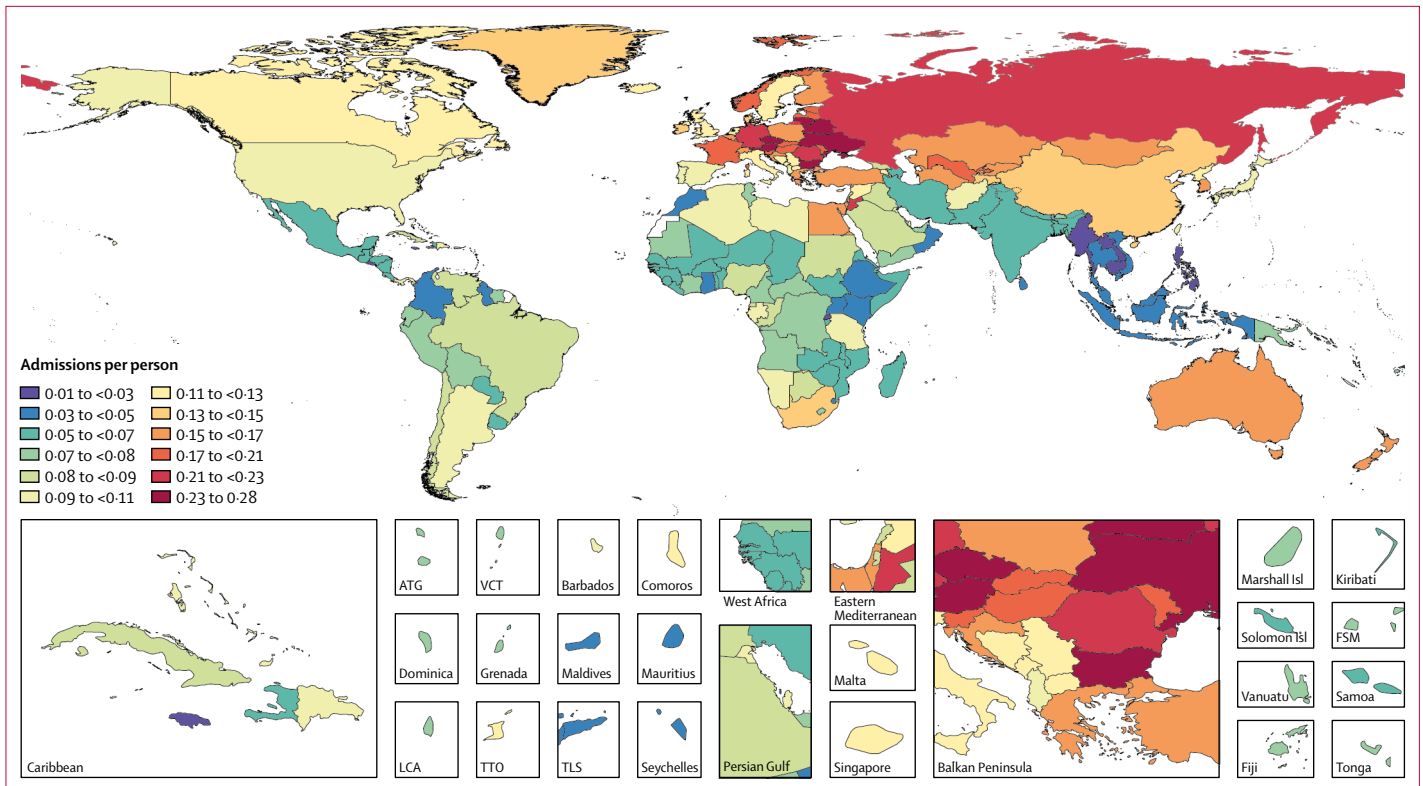 Admissions per person
0·01 to <0·03
0·03 to <0·05
0·05 to <0·07
0·07 to <0·08
0·08 to <0·09
0·09 to <0·11
0·11 to <0·13
0·13 to <0·15
0·15 to <0·17
0·17 to <0·21
0·21 to <0·23
0·23 to 0·28
Caribbean
ATG
VCT
Barbados
Comoros
Dominica
Grenada
Maldives
Mauritius
LCA
TTO
TLS
Seychelles
West Africa
Eastern
Mediterranean
Persian Gulf
Malta
Singapore
Balkan Peninsula
Marshall Isl
Kiribati
Solomon Isl
FSM
Vanuatu
Samoa
Fiji
Tonga